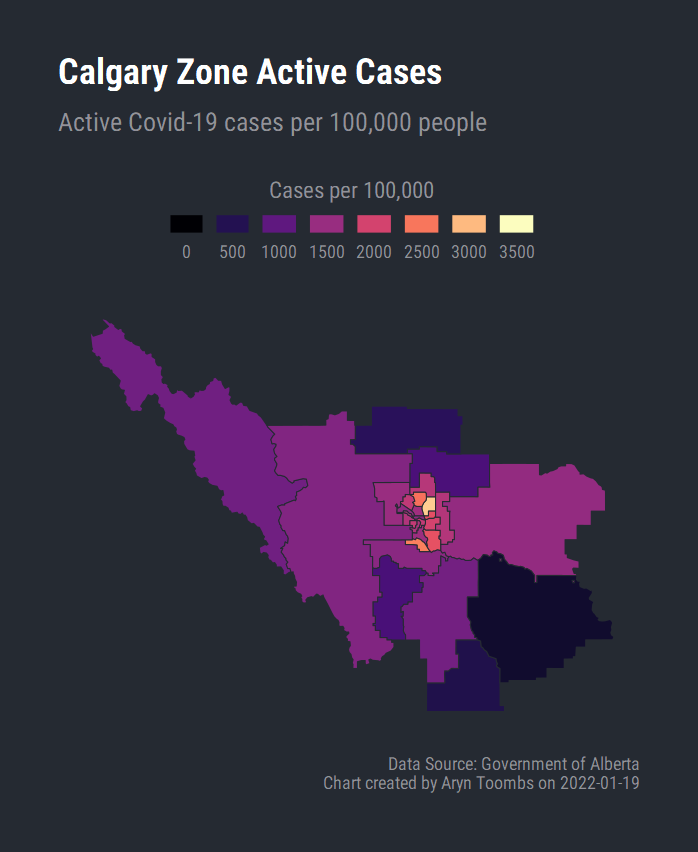 Calgary Zone Active Cases
Active Covid-19 cases per 100,000 people
Cases per 100,000
0 500 1000 1500 2000 2500 3000 3500
Data Source: Government of Alberta
Chart created by Aryn Toombs on 2022-01-19